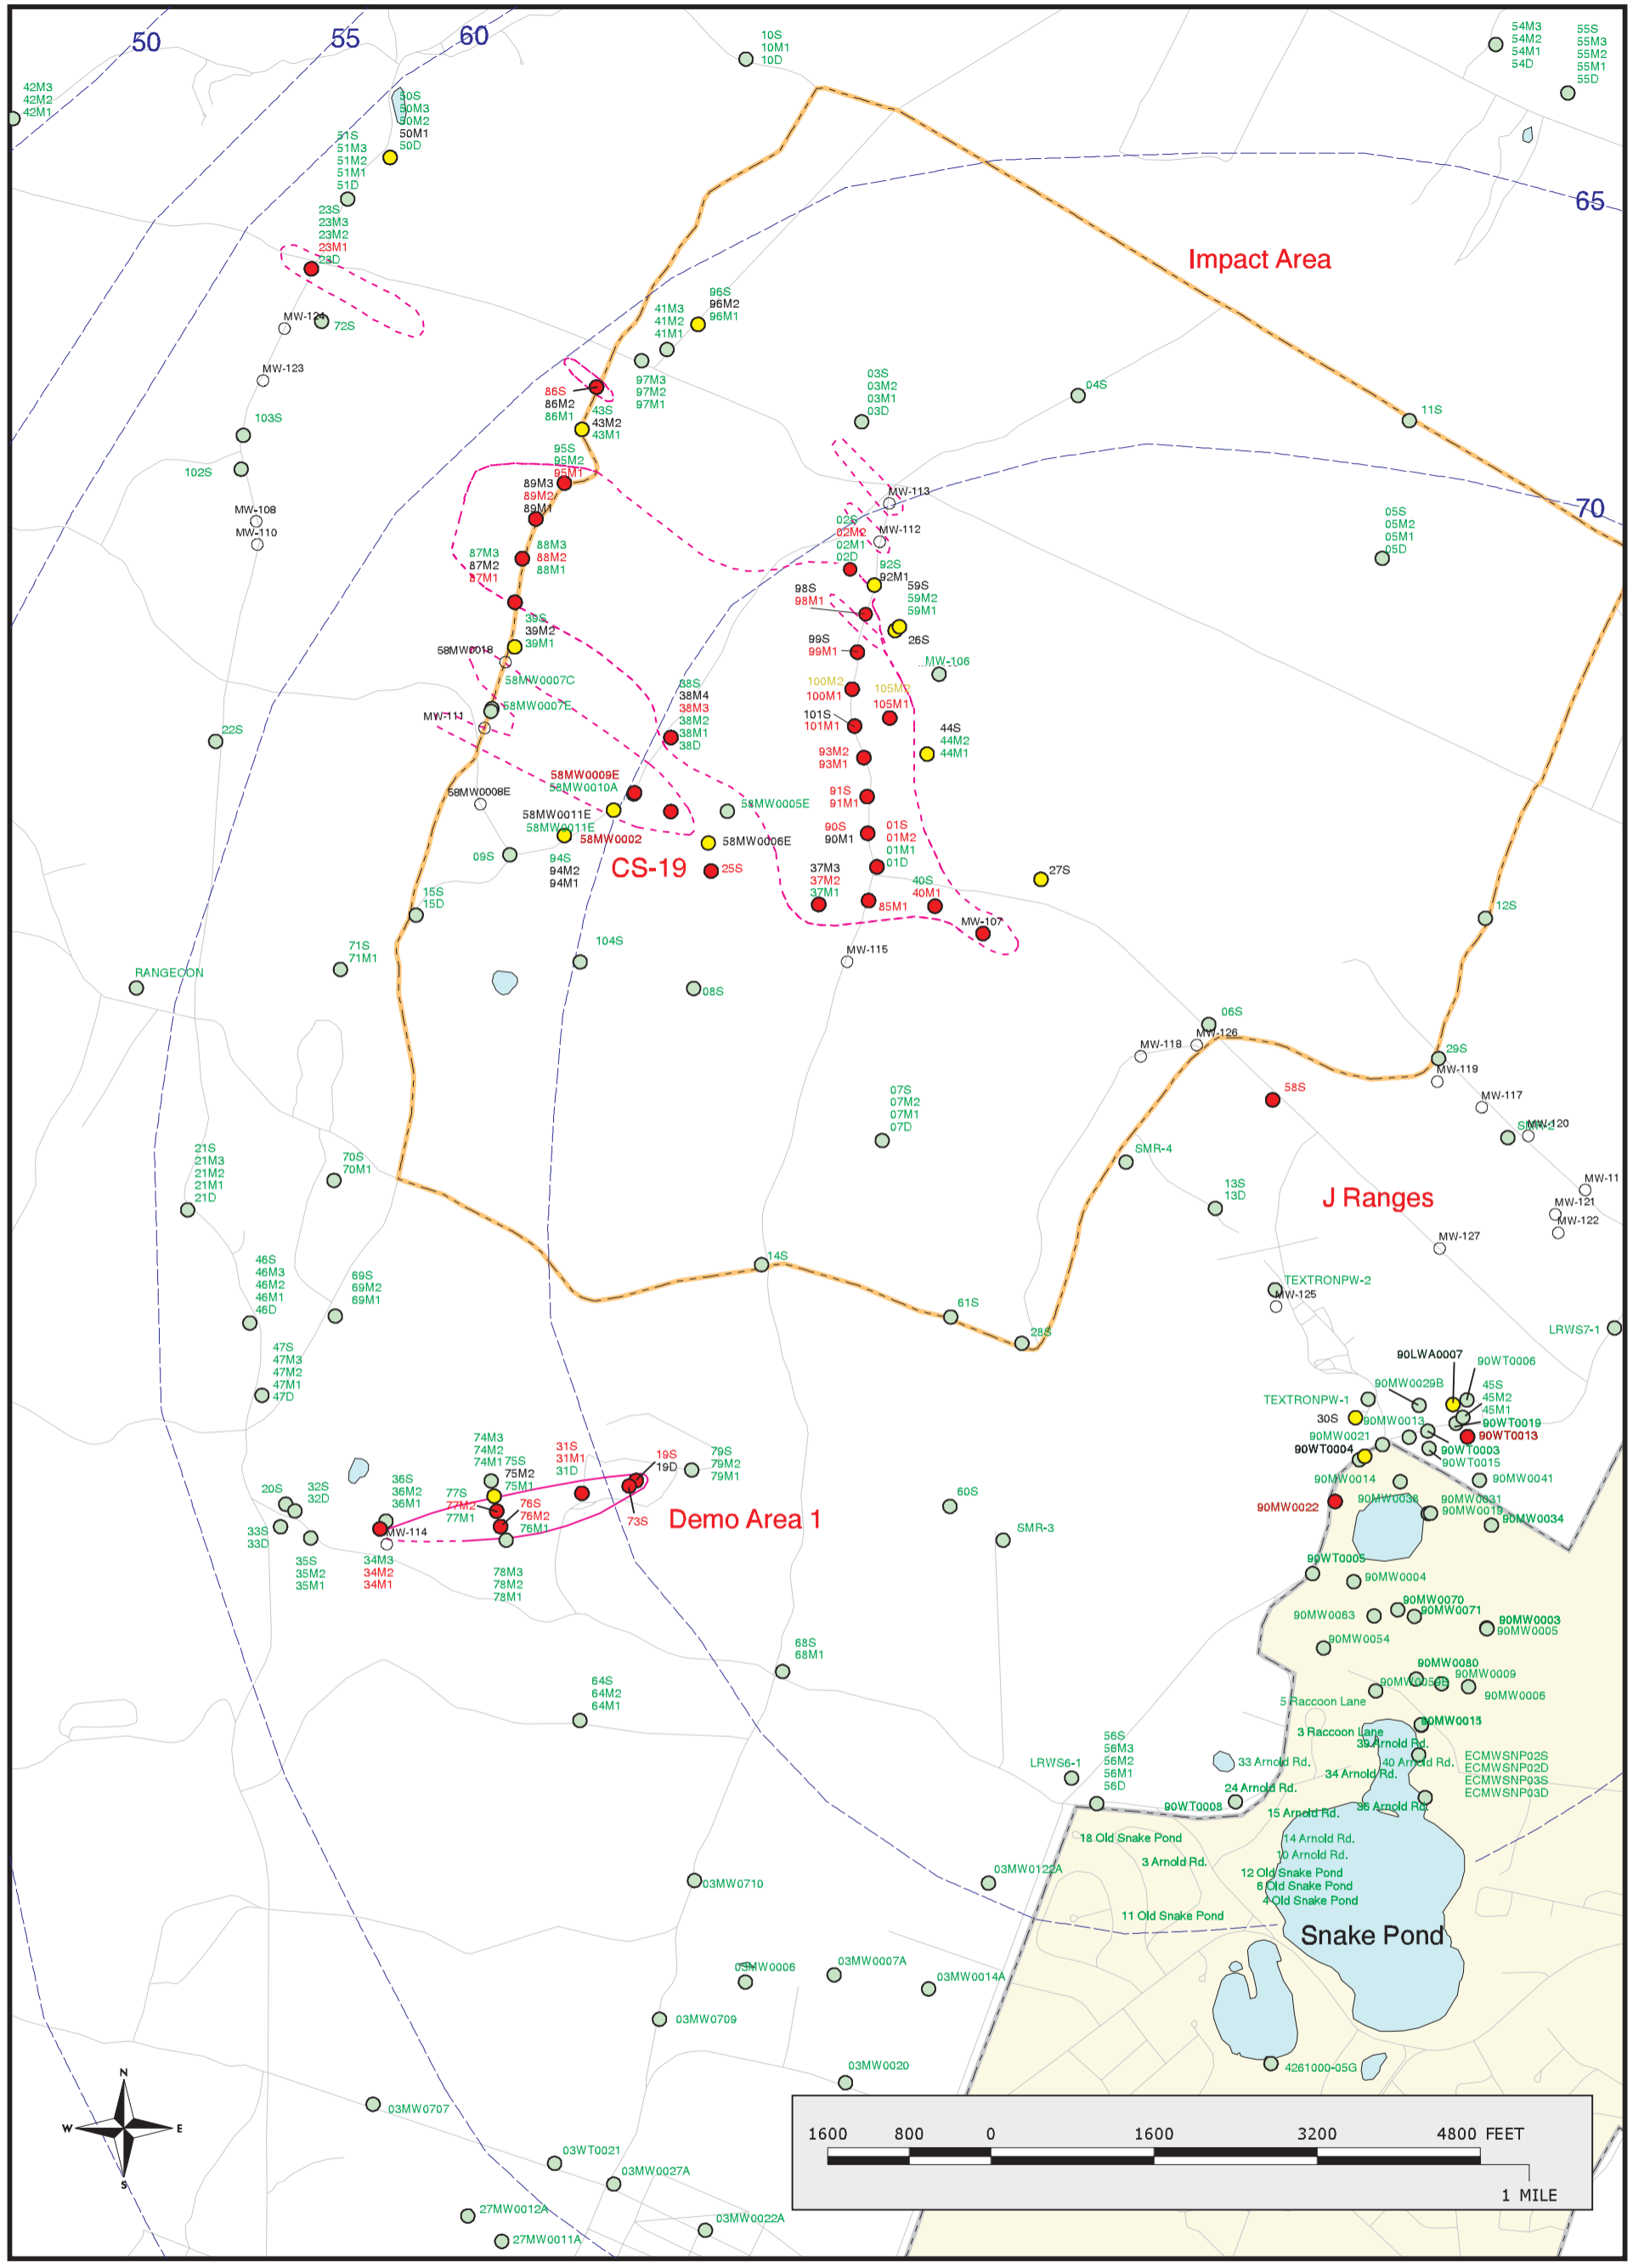 50
55
60
10S
10M1
10D
54M3
54M2
54M1
54D
55S
55M3
55M2
55M1
55D
42M3
42M2
42M1
50S
50M3
50M2
50M1
50D
51S
51M3
51M2
51M1
51D
65
23S
23M3
23M2
23M1
23D
Impact Area
MW-124
72S
96S
96M2
96M1
41M3
41M2
41M1
97M3
97M2
97M1
MW-123
86S
86M2
86M1
43S
43M2
43M1
03S
03M2
03M1
03D
04S
11S
103S
102S
95S
95M2
95M1
89M3
89M2
89M1
MW-113
70
MW-108
MW-110
02S
02M2
02M1
02D
MW-112
05S
05M2
05M1
05D
87M3
87M2
87M1
88M3
88M2
88M1
92S
92M1
59S
59M2
59M1
98S
98M1
26S
39S
39M2
39M1
58MW0018
99S
99M1
MW-106
58MW0007C
58MW0007E
MW-111
100M2
100M1
105M2
105M1
38S
38M4
38M3
38M2
38M1
38D
101S
101M1
22S
44S
44M2
44M1
93M2
93M1
58MW0009E
58MW0010A
58MW0008E
91S
91M1
58MW0005E
58MW0011E
58MW0011E
58MW0002
58MW0006E
90S
90M1
01S
01M2
01M1
01D
09S
94S
94M2
94M1
CS-19
25S
37M3
37M2
37M1
40S
40M1
27S
15S
15D
85M1
12S
MW-107
104S
MW-115
71S
71M1
RANGECON
08S
06S
MW-126
MW-118
29S
MW-119
58S
MW-117
07S
07M2
07M1
07D
SMR-2
MW-120
SMR-4
21S
21M3
21M2
21M1
21D
70S
70M1
13S
13D
J Ranges
MW-11
MW-121
MW-122
MW-127
14S
46S
46M3
46M2
46M1
46D
69S
69M2
69M1
TEXTRONPW-2
MW-125
61S
28S
LRWS7-1
47S
47M3
47M2
47M1
47D
90LWA0007
90WT0006
90MW0029B
45S
45M2
45M1
TEXTRONPW-1
30S
90MW0013
90WT0019
90MW0021
90WT0013
90WT0004
90WT0003
90WT0015
74M3
74M2
74M1
75S
75M2
75M1
31S
31M1
31D
19S
19D
79S
79M2
79M1
90MW0014
90MW0041
36S
36M2
36M1
77S
77M2
77M1
76S
76M2
76M1
73S
Demo Area 1
20S
32S
32D
33S
33D
35S
35M2
35M1
MW-114
34M3
34M2
34M1
78M3
78M2
78M1
60S
SMR-3
90MW0022
90MW0038
90MW0031
90MW0019
90MW0034
90WT0005
90MW0004
90MW0070
90MW0071
90MW0063
90MW0003
90MW0005
90MW0054
68S
68M1
90MW0080
90MW0059B
90MW0009
90MW0006
64S
64M2
64M1
5 Raccoon Lane
3 Raccoon Lane
39 Arnold Rd.
56S
56M3
56M2
56M1
56D
LRWS6-1
33 Arnold Rd.
40 Arnold Rd.
34 Arnold Rd.
ECMWSNP02S
ECMWSNP02D
ECMWSNP03S
ECMWSNP03D
24 Arnold Rd.
90WT0008
36 Arnold Rd.
15 Arnold Rd.
18 Old Snake Pond
14 Arnold Rd.
3 Arnold Rd.
10 Arnold Rd.
12 Old Snake Pond
6 Old Snake Pond
4 Old Snake Pond
11 Old Snake Pond
Snake Pond
03MW0710
03MW0122A
03MW0006
03MW0007A
03MW0014A
03MW0709
03MW0020
4261000-05G
03MW0707
03WT0021
03MW0027A
27MW0012A
27MW0011A
03MW0022A
N
W
E
S
1600
800
0
1600
3200
4800 FEET
1 MILE